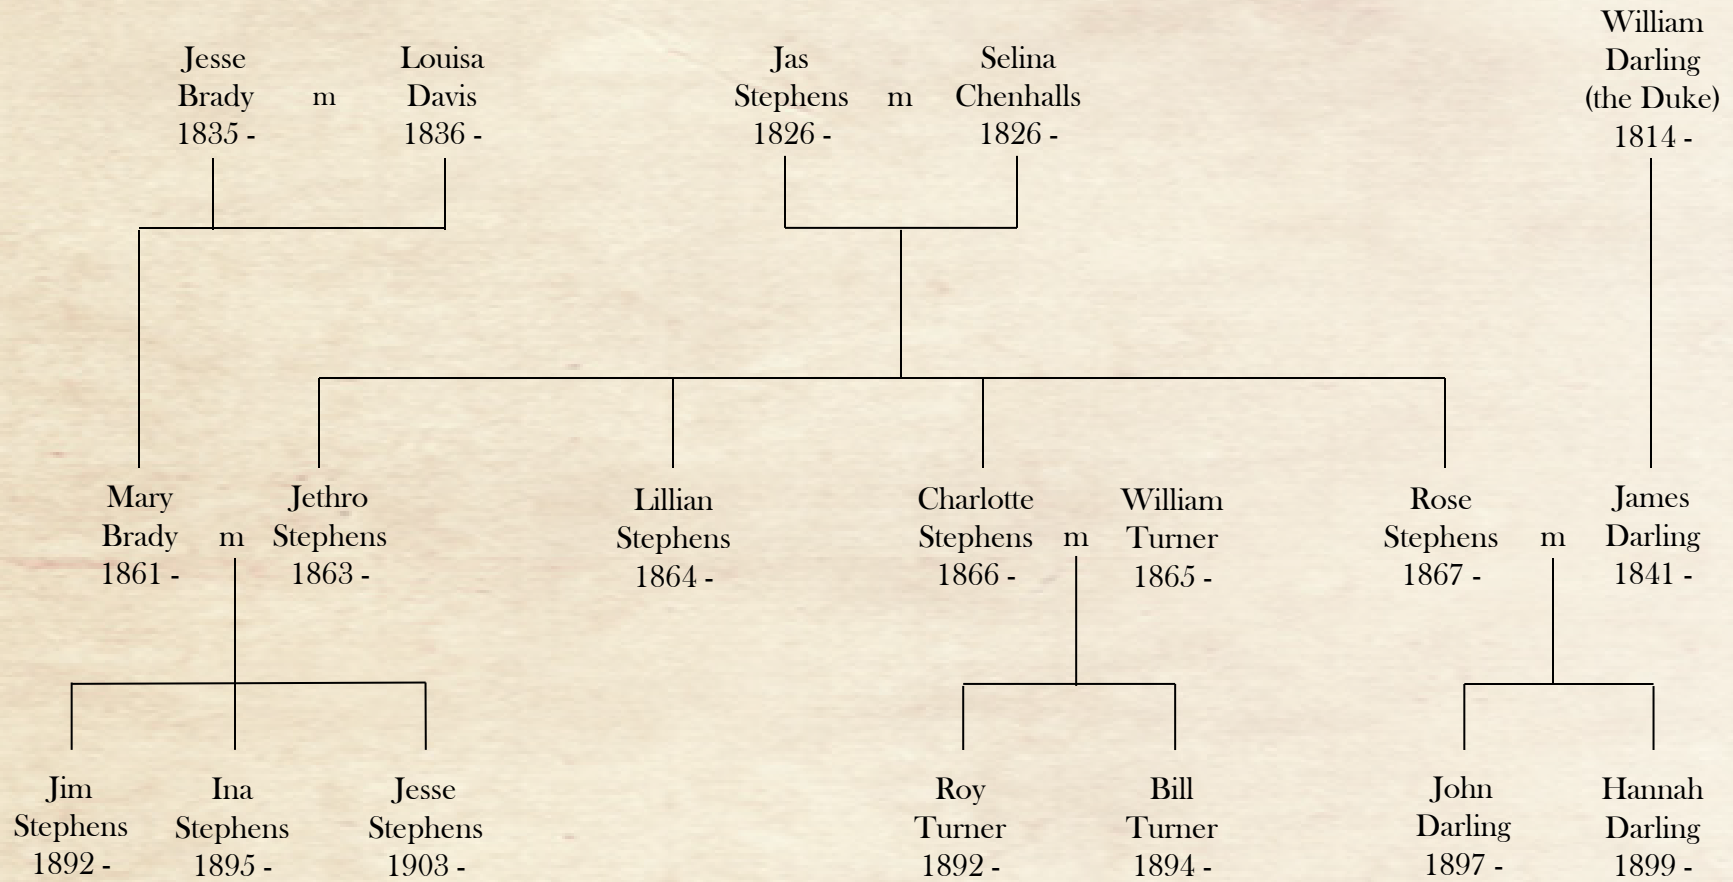 Jesse
Brady
1835 -
m
Louisa
Davis
1836 -
Jas
Stephens
1826 -
m
Selina
Chenhalls
1826 -
William
Darling
(the Duke)
1814 -
Mary
Brady
1861 -
m
Jethro
Stephens
1863 -
Lillian
Stephens
1864 -
Charlotte
Stephens
1866 -
m
William
Turner
1865 -
Rose
Stephens
1867 -
m
James
Darling
1841 -
Jim
Stephens
1892 -
Ina
Stephens
1895 -
Jesse
Stephens
1903 -
Roy
Turner
1892 -
Bill
Turner
1894 -
John
Darling
1897 -
Hannah
Darling
1899 -